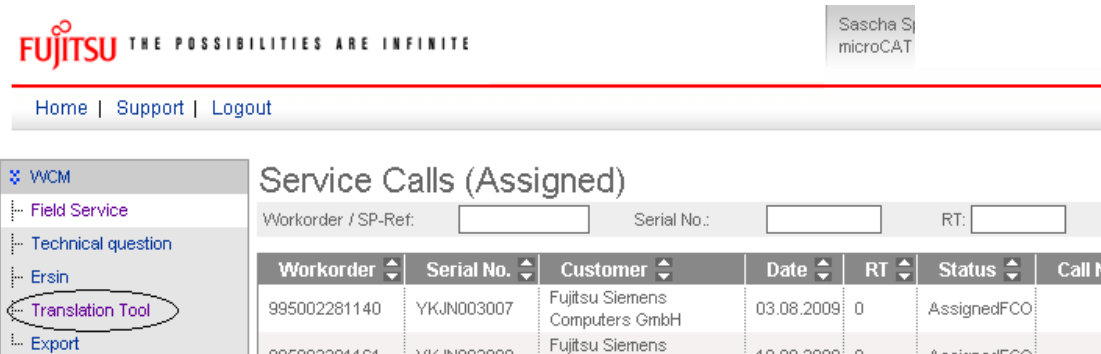 FUJITSU THE POSSIBILITIES ARE INFINITE
Sascha
microCAT
Home | Support | Logout
WCM
Field Service
Technical question
Ersin
Translation Tool
Export
Service Calls (Assigned)
Workorder / SP-Ref: Serial No.: RT:
Workorder Serial No. Customer Date RT Status Call
995002281140 YKJN003007 Fujitsu Siemens Computers GmbH 03.08.2009 0 AssignedFCO
Fujitsu Siemens